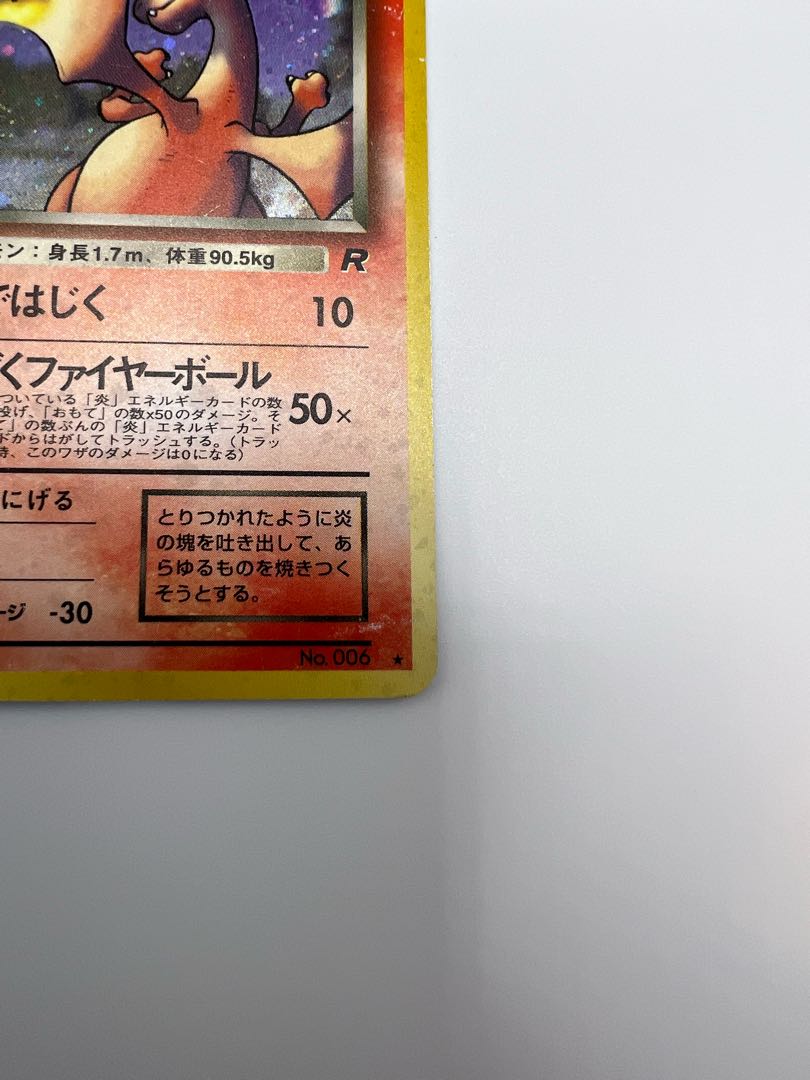 モン：身長1.7m、体重90.5kg R
ではじく 10
くファイヤーボール
ついている「炎」エネルギーカードの数
投げ、「おもて」の数x50のダメージ。そ
て」の数ぶんの「炎」エネルギーカード
ドからはがしてトラッシュする。（トラッ
時、このワザのダメージは0になる）
50×
にげる
とりつかれたように炎
の塊を吐き出して、あ
らゆるものを焼きつく
そうとする。
ージ -30
No. 006 ★